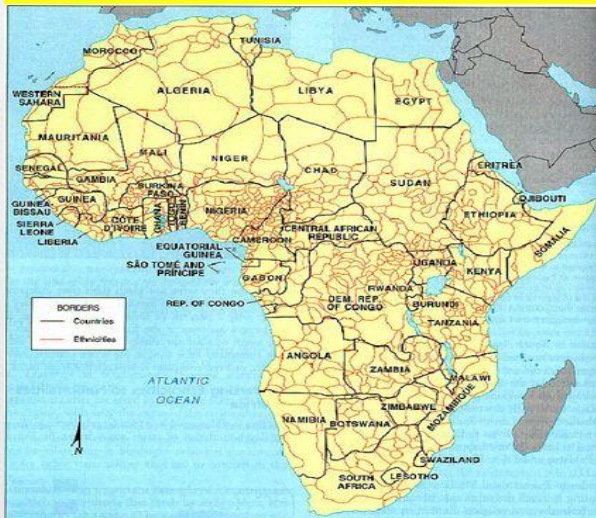 TUNISIA
MOROCCO
ALGERIA
LIBYA
EGYPT
WESTERN
SAHARA
MAURITANIA
MALI
NIGER
CHAD
SUDAN
ERITREA
DJIBOUTI
SENEGAL
GAMBIA
GUINEA-
BISSAU
GUINEA
SIERRA
LEONE
LIBERIA
CÔTE
D'IVOIRE
BURKINA
FASO
GHANA
TOGO
BENIN
NIGERIA
CAMEROON
CENTRAL AFRICAN
REPUBLIC
ETHIOPIA
SOMALIA
EQUATORIAL
GUINEA
SÃO TOMÉ AND
PRÍNCIPE
GABON
REP. OF CONGO
DEM. REP.
OF CONGO
UGANDA
KENYA
RWANDA
BURUNDI
TANZANIA
BORDERS
Countries
Ethnicities
ATLANTIC
OCEAN
N
ANGOLA
ZAMBIA
MALAWI
MOZAMBIQUE
ZIMBABWE
NAMIBIA
BOTSWANA
SWAZILAND
SOUTH
AFRICA
LESOTHO